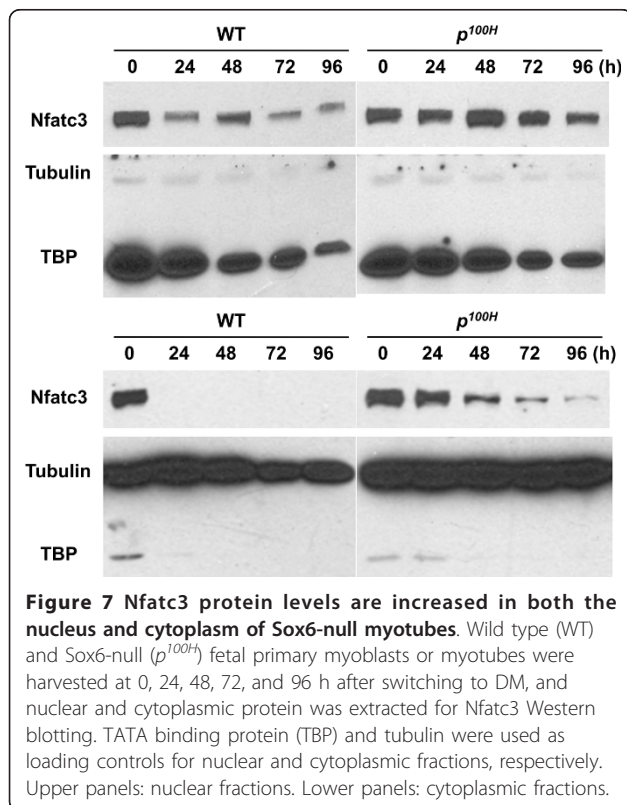 WT p100H
0 24 48 72 96 0 24 48 72 96 (h)
Nfatc3
Tubulin
TBP
WT p100H
0 24 48 72 96 0 24 48 72 96 (h)
Nfatc3
Tubulin
TBP
Figure 7 Nfatc3 protein levels are increased in both the
nucleus and cytoplasm of Sox6-null myotubes. Wild type (WT)
and Sox6-null (p100H) fetal primary myoblasts or myotubes were
harvested at 0, 24, 48, 72, and 96 h after switching to DM, and
nuclear and cytoplasmic protein was extracted for Nfatc3 Western
blotting. TATA binding protein (TBP) and tubulin were used as
loading controls for nuclear and cytoplasmic fractions, respectively.
Upper panels: nuclear fractions. Lower panels: cytoplasmic fractions.